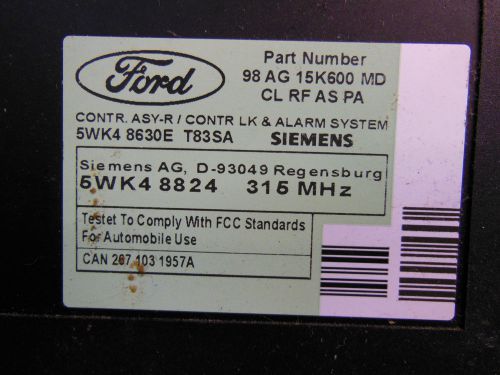 Ford
Part Number
98 AG 15K600 MD
CL RF AS PA
CONTR. ASY-R / CONTR LK & ALARM SYSTEM
5WK4 8630E T83SA SIEMENS
Siemens AG, D-93049 Regensburg
5WK4 8824 315 MHz
Testet To Comply With FCC Standards
For Automobile Use
CAN 267 103 1957A